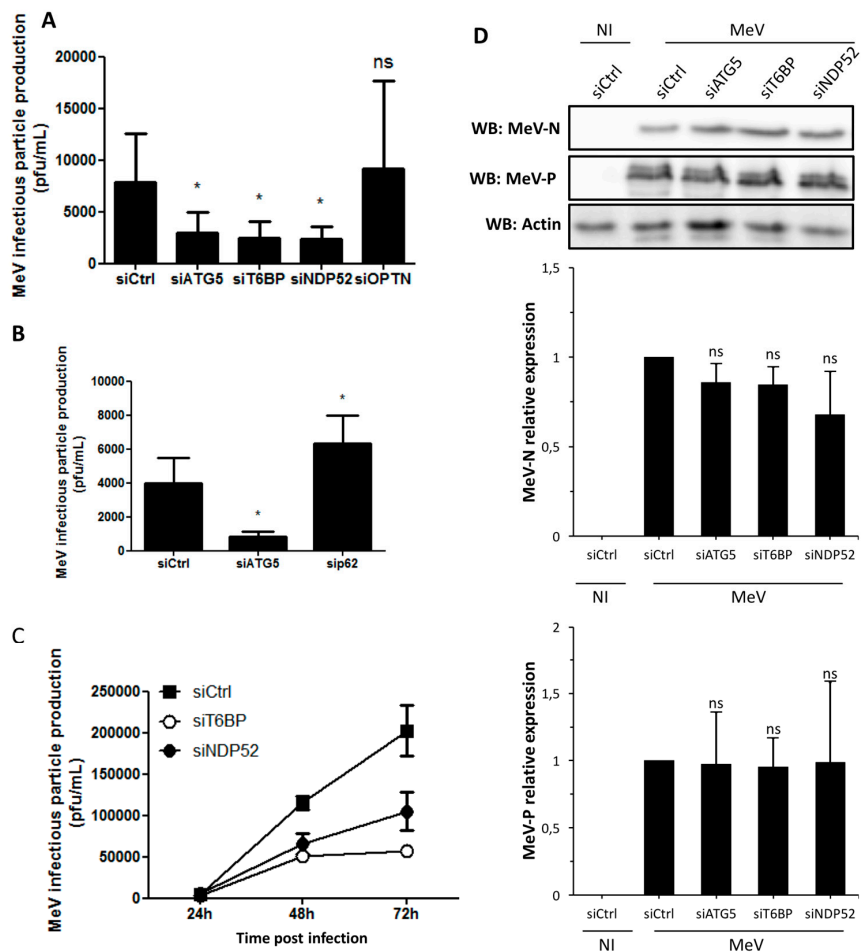 A
MeV infectious particle production
(pfu/mL)
20000
15000
10000
5000
0
*
*
*
ns
siCtrl siATG5 siT6BP siNDP52 siOPTN
B
MeV infectious particle production
(pfu/mL)
10000
8000
6000
4000
2000
0
*
*
siCtrl siATG5 sip62
C
MeV infectious particle production
(pfu/mL)
250000
200000
150000
100000
50000
0
siCtrl
siT6BP
siNDP52
24h 48h 72h
Time post infection
D
NI MeV
siCtrl siCtrl siATG5 siT6BP siNDP52
WB: MeV-N
WB: MeV-P
WB: Actin
MeV-N relative expression
1,5
1
0,5
0
ns ns ns
siCtrl siCtrl siATG5 siT6BP siNDP52
NI MeV
MeV-P relative expression
2
1,5
1
0,5
0
ns ns ns
siCtrl siCtrl siATG5 siT6BP siNDP52
NI MeV